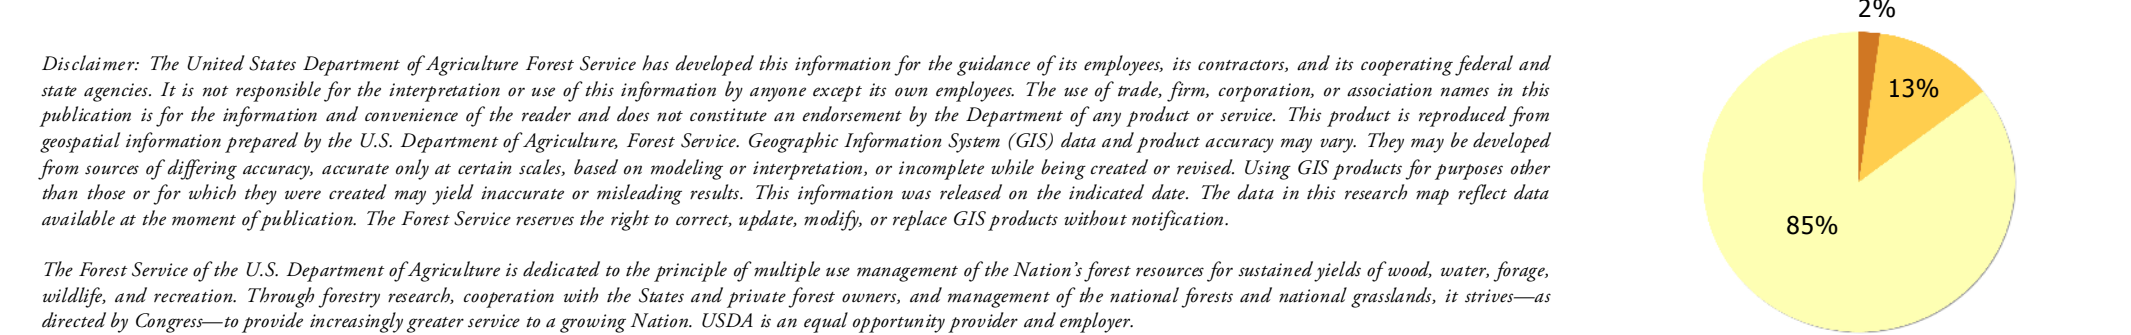 Disclaimer: The United States Department of Agriculture Forest Service has developed this information for the guidance of its employees, its contractors, and its cooperating federal and
state agencies. It is not responsible for the interpretation or use of this information by anyone except its own employees. The use of trade, firm, corporation, or association names in this
publication is for the information and convenience of the reader and does not constitute an endorsement by the Department of any product or service. This product is reproduced from
geospatial information prepared by the U.S. Department of Agriculture, Forest Service. Geographic Information System (GIS) data and product accuracy may vary. They may be developed
from sources of differing accuracy, accurate only at certain scales, based on modeling or interpretation, or incomplete while being created or revised. Using GIS products for purposes other
than those or for which they were created may yield inaccurate or misleading results. This information was released on the indicated date. The data in this research map reflect data
available at the moment of publication. The Forest Service reserves the right to correct, update, modify, or replace GIS products without notification.
The Forest Service of the U.S. Department of Agriculture is dedicated to the principle of multiple use management of the Nation’s forest resources for sustained yields of wood, water, forage,
wildlife, and recreation. Through forestry research, cooperation with the States and private forest owners, and management of the national forests and national grasslands, it strives—as
directed by Congress—to provide increasingly greater service to a growing Nation. USDA is an equal opportunity provider and employer.
2%
13%
85%